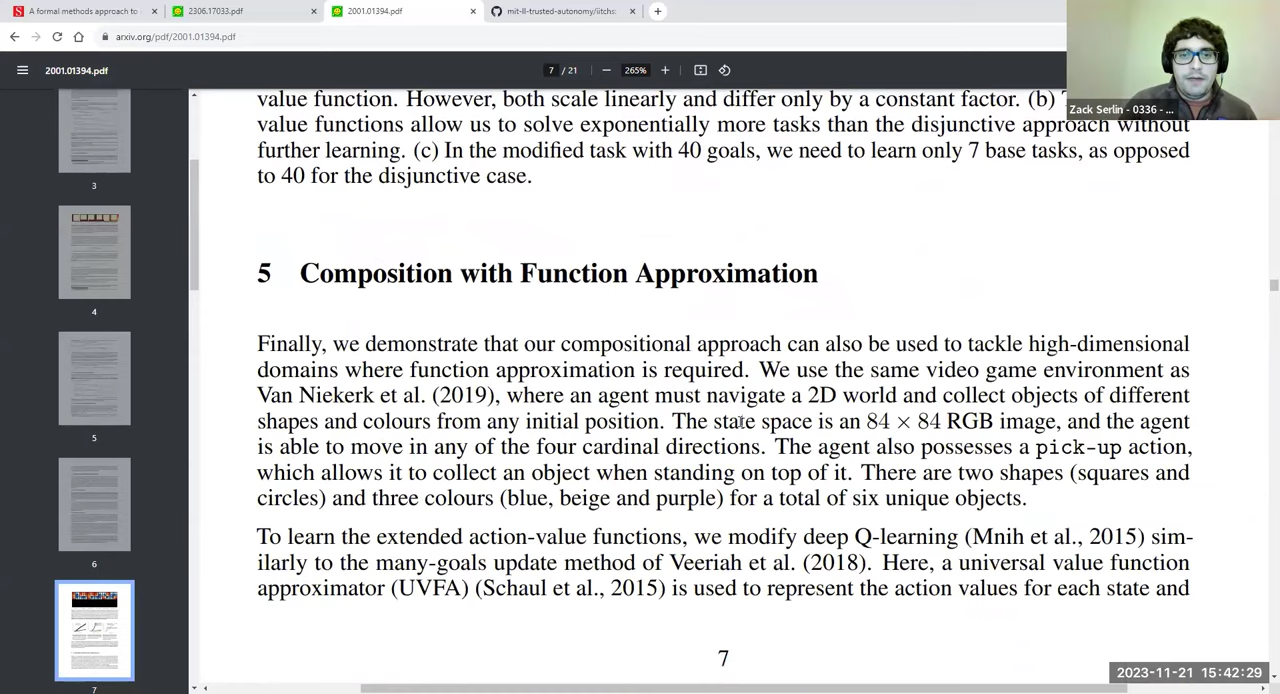 A formal methods approach to
2306.17033.pdf
2001.01394.pdf
mit-ll-trusted-autonomy/iitchs:
arxiv.org/pdf/2001.01394.pdf
2001.01394.pdf
7 / 21
265%
Zack Serlin - 0336 - ...
value function. However, both scale linearly and differ only by a constant factor. (b)
value functions allow us to solve exponentially more tasks than the disjunctive approach without
further learning. (c) In the modified task with 40 goals, we need to learn only 7 base tasks, as opposed
to 40 for the disjunctive case.
5 Composition with Function Approximation
Finally, we demonstrate that our compositional approach can also be used to tackle high-dimensional
domains where function approximation is required. We use the same video game environment as
Van Niekerk et al. (2019), where an agent must navigate a 2D world and collect objects of different
shapes and colours from any initial position. The state space is an 84 × 84 RGB image, and the agent
is able to move in any of the four cardinal directions. The agent also possesses a pick-up action,
which allows it to collect an object when standing on top of it. There are two shapes (squares and
circles) and three colours (blue, beige and purple) for a total of six unique objects.
To learn the extended action-value functions, we modify deep Q-learning (Mnih et al., 2015) sim-
ilarly to the many-goals update method of Veeriah et al. (2018). Here, a universal value function
approximator (UVFA) (Schaul et al., 2015) is used to represent the action values for each state and
7
3
4
5
6
7
2023-11-21 15:42:29